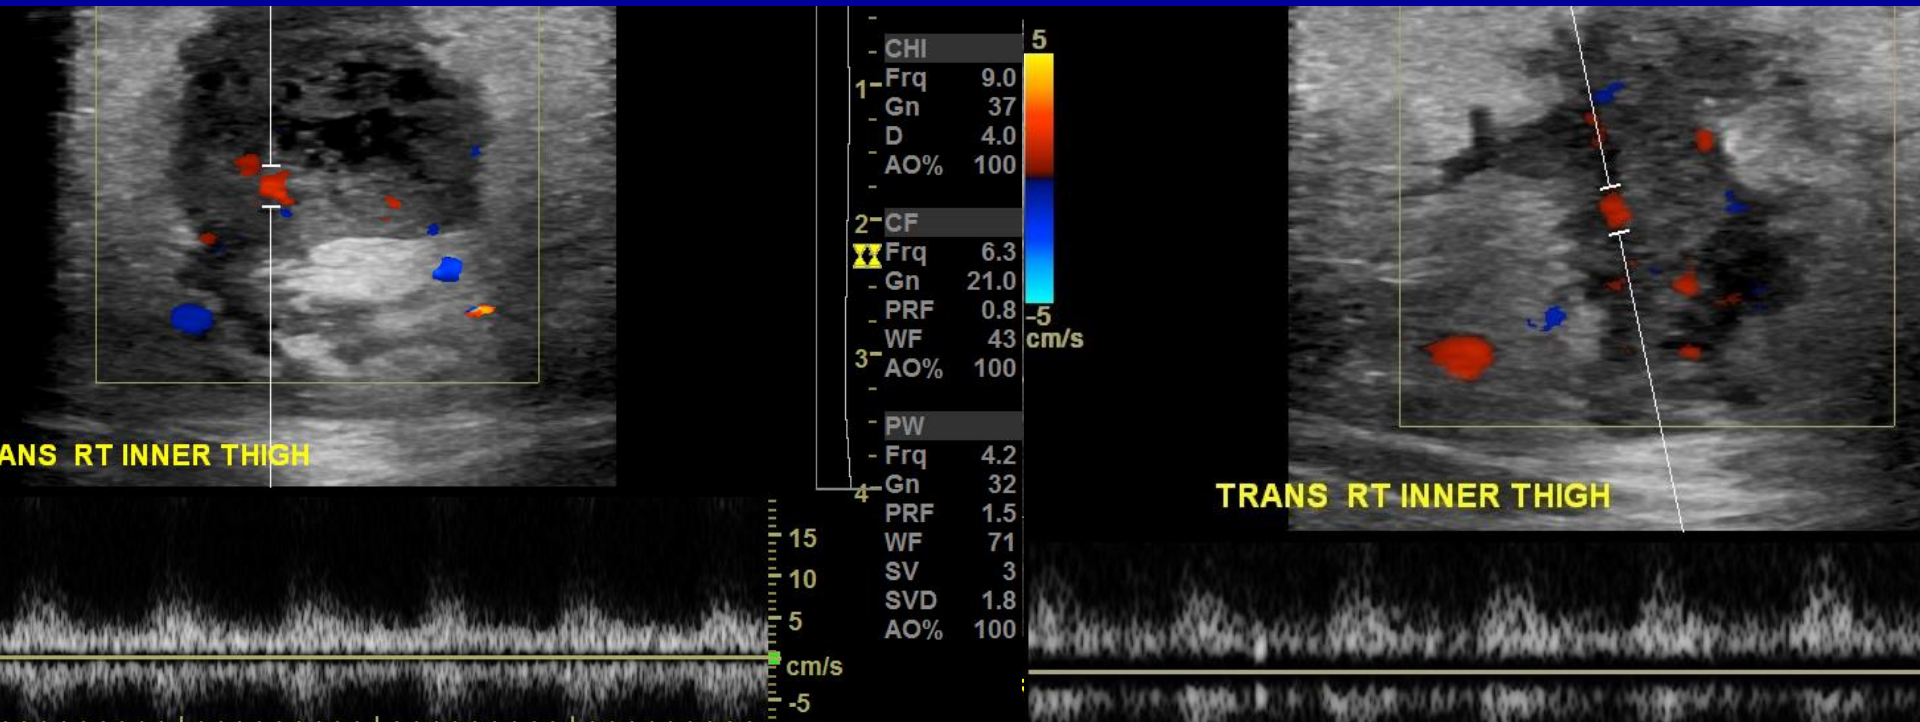 ANS RT INNER THIGH
15
10
5
cm/s
-5
1
2
3
4
CHI
Frq 9.0
Gn 37
D 4.0
AO% 100
CF
Frq 6.3
Gn 21.0
PRF 0.8
WF 43
AO% 100
PW
Frq 4.2
Gn 32
PRF 1.5
WF 71
SV 3
SVD 1.8
AO% 100
5
-5
cm/s
TRANS RT INNER THIGH